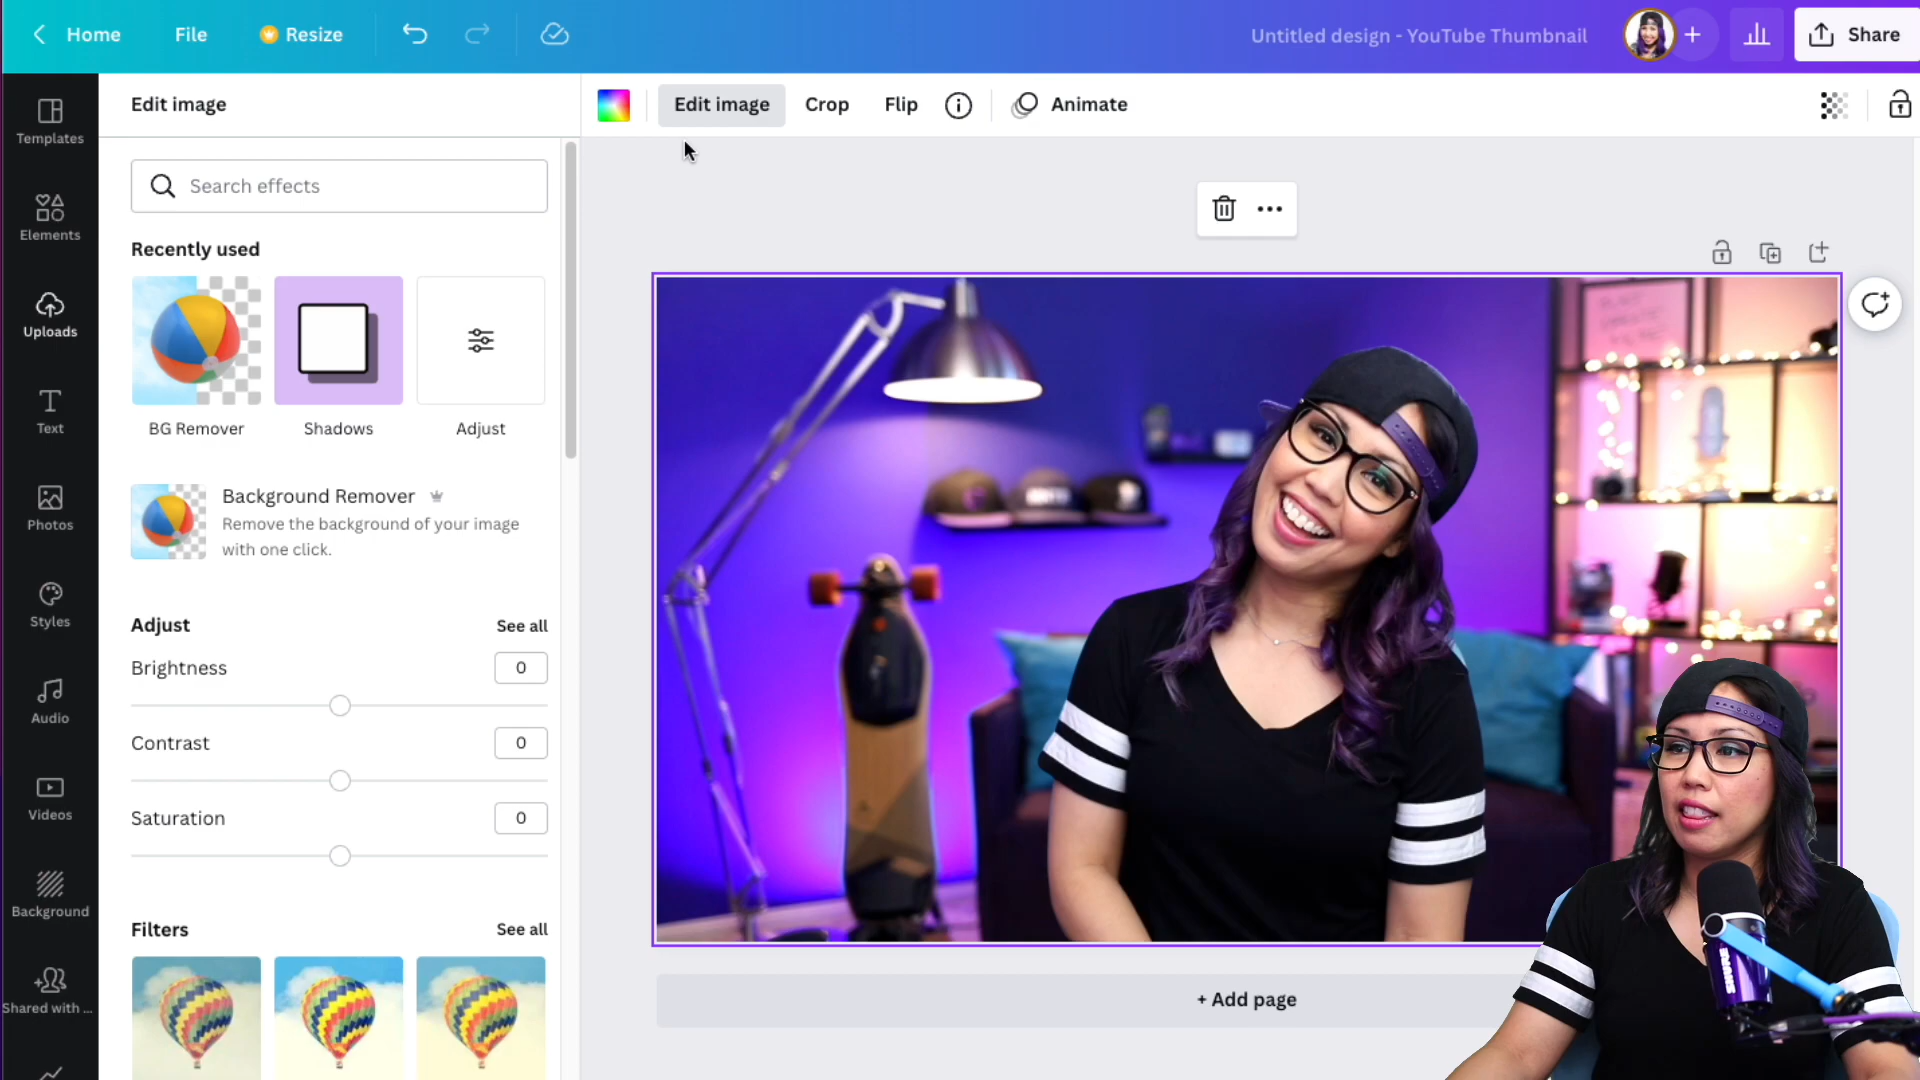 Home
File
Resize
Untitled design - YouTube Thumbnail
Share
Templates
Elements
Uploads
Text
Photos
Styles
Audio
Videos
Background
Shared with ...
Edit image
Search effects
Recently used
BG Remover
Shadows
Adjust
Background Remover
Remove the background of your image
with one click.
Adjust
See all
Brightness
0
Contrast
0
Saturation
0
Filters
See all
Edit image
Crop
Flip
Animate
+ Add page